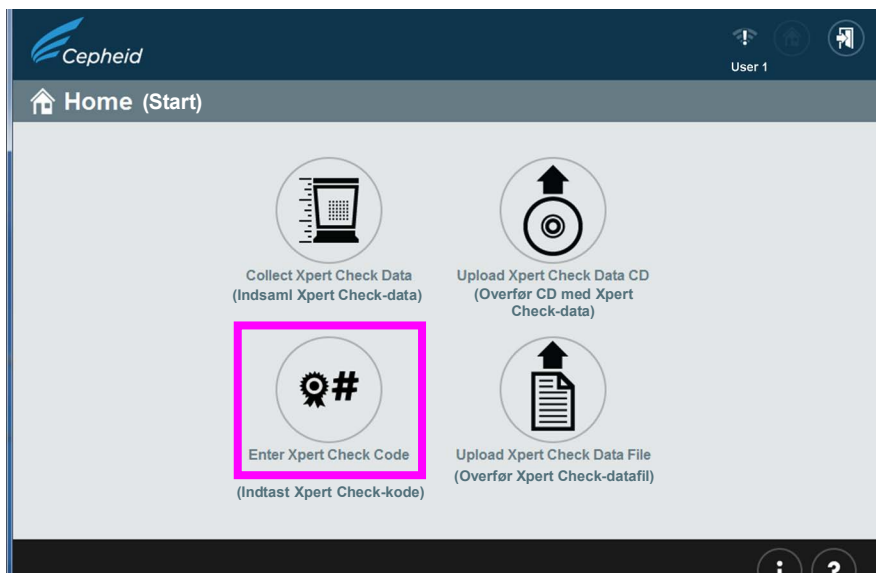 Cepheid
User 1
Home (Start)
Collect Xpert Check Data
(Indsaml Xpert Check-data)
Upload Xpert Check Data CD
(Overfør CD med Xpert
Check-data)
#
Enter Xpert Check Code
(Indtast Xpert Check-kode)
Upload Xpert Check Data File
(Overfør Xpert Check-datafil)
i ?